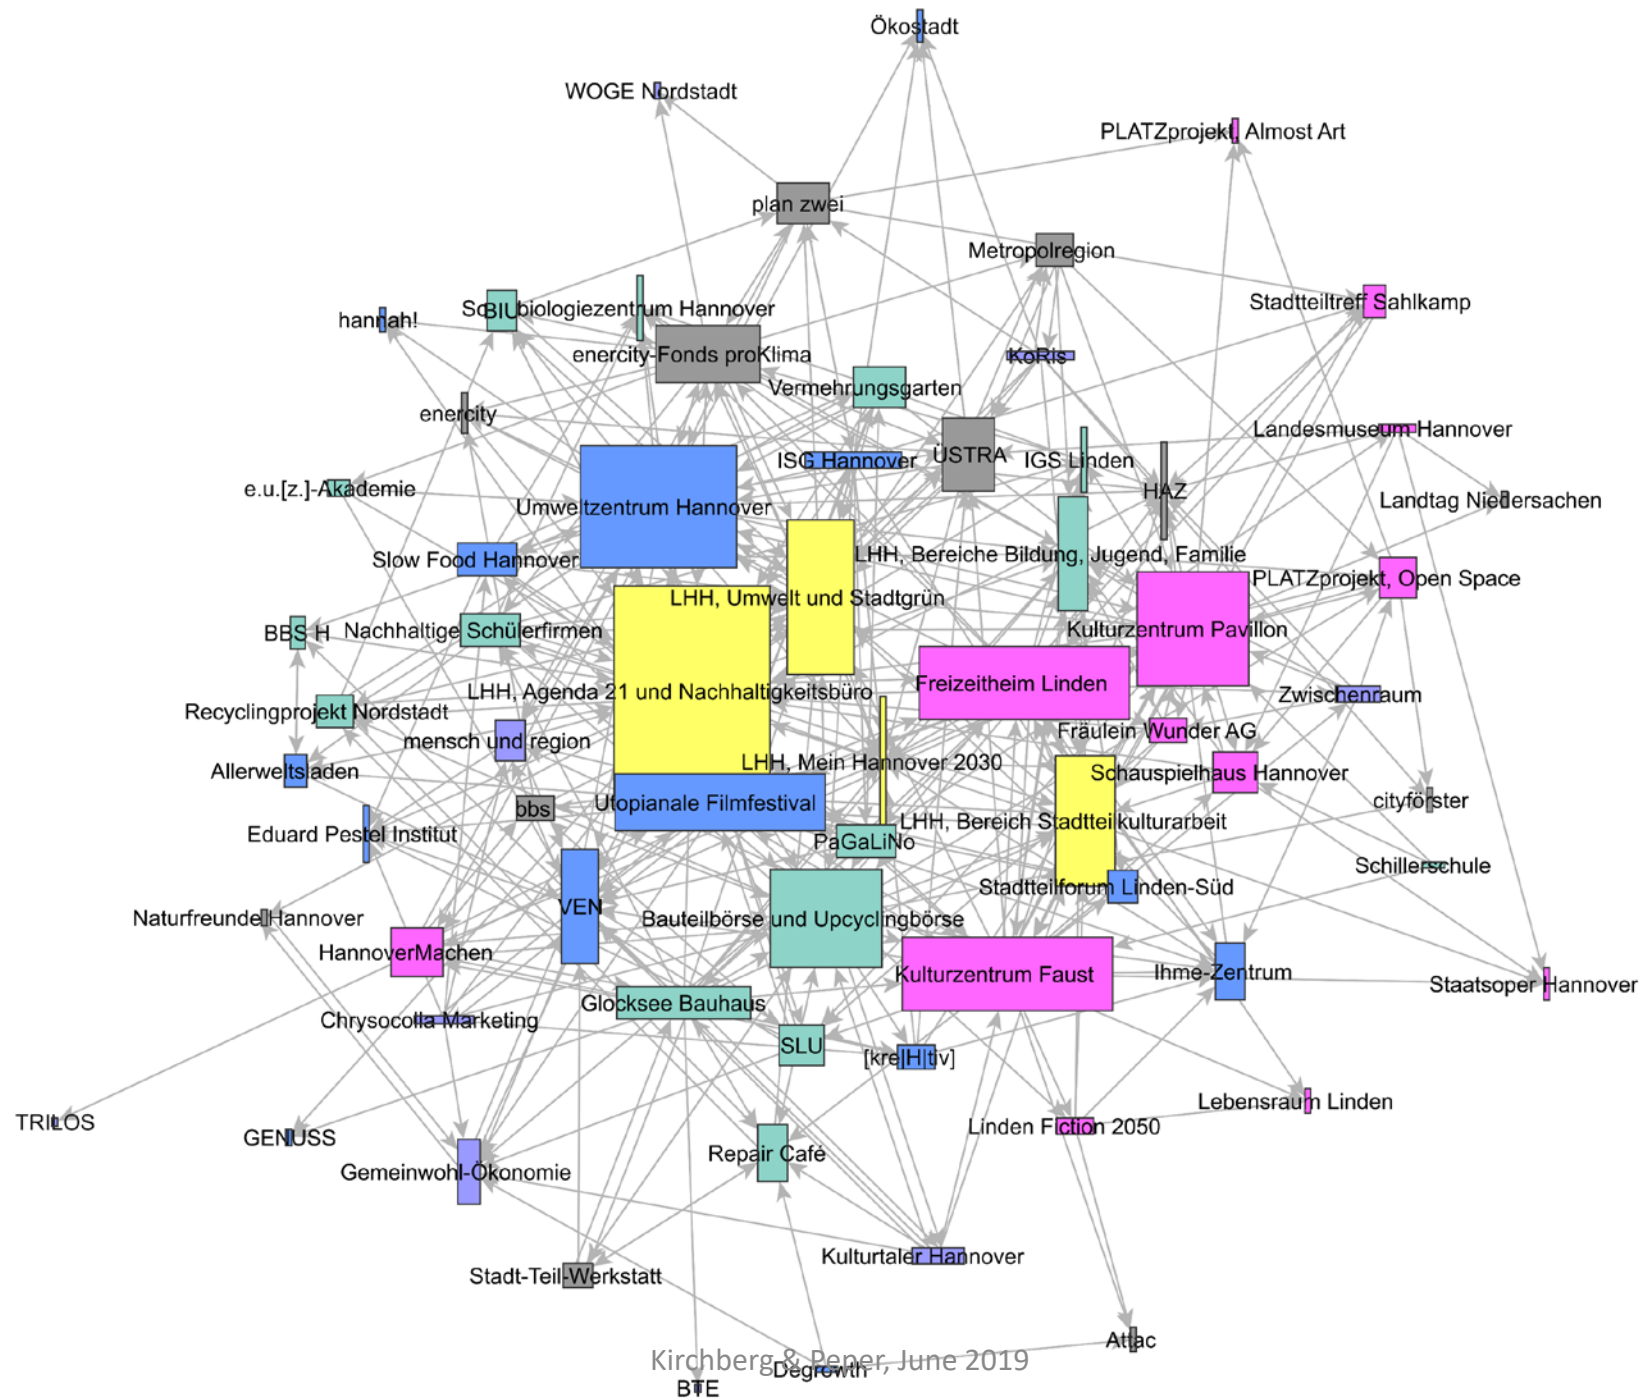 Ökostadt
WOGE Nordstadt
PLATZprojekt, Almost Art
plan zwei
Metropolregion
Stadtteiltreff Sahlkamp
hannah!
BIU
biologiezentrum Hannover
enercity-Fonds proKlima
KoRis
Vermehrungsgarten
enercity
Landesmuseum Hannover
ISG Hannover
ÜSTRA
IGS Linden
e.u.[z.]-Akademie
HAZ
Landtag Niedersachen
Umweltzentrum Hannover
Slow Food Hannover
LHH, Bereiche Bildung, Jugend, Familie
PLATZprojekt, Open Space
LHH, Umwelt und Stadtgrün
BBS H
Nachhaltige Schülerfirmen
Kulturzentrum Pavillon
LHH, Agenda 21 und Nachhaltigkeitsbüro
Freizeitheim Linden
Zwischenraum
Recyclingprojekt Nordstadt
mensch und region
Fräulein Wunder AG
LHH, Mein Hannover 2030
Allerweltsladen
Schauspielhaus Hannover
Utopianale Filmfestival
bbs
cityförster
LHH, Bereich Stadtteilkulturarbeit
Eduard Pestel Institut
PaGaLiNo
Schillerschule
Stadtteilforum Linden-Süd
VEN
Bauteilbörse und Upcyclingbörse
Naturfreunde Hannover
HannoverMachen
Kulturzentrum Faust
Ihme-Zentrum
Staatsoper Hannover
Glocksee Bauhaus
Chrysocolla Marketing
SLU
[kre|H|tiv]
Lebensraum Linden
TRILOS
Linden Fiction 2050
GENUSS
Repair Café
Gemeinwohl-Ökonomie
Kulturtaler Hannover
Stadt-Teil-Werkstatt
Attac
Kirchberg & Peper, June 2019
Degrowth
BTE